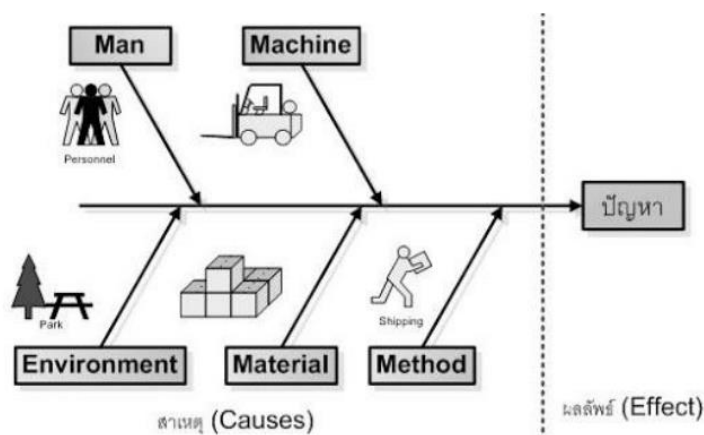 Man
Machine
Personnel
ปัญหา
Park
Shipping
Environment
Material
Method
สาเหตุ (Causes)
ผลลัพธ์ (Effect)